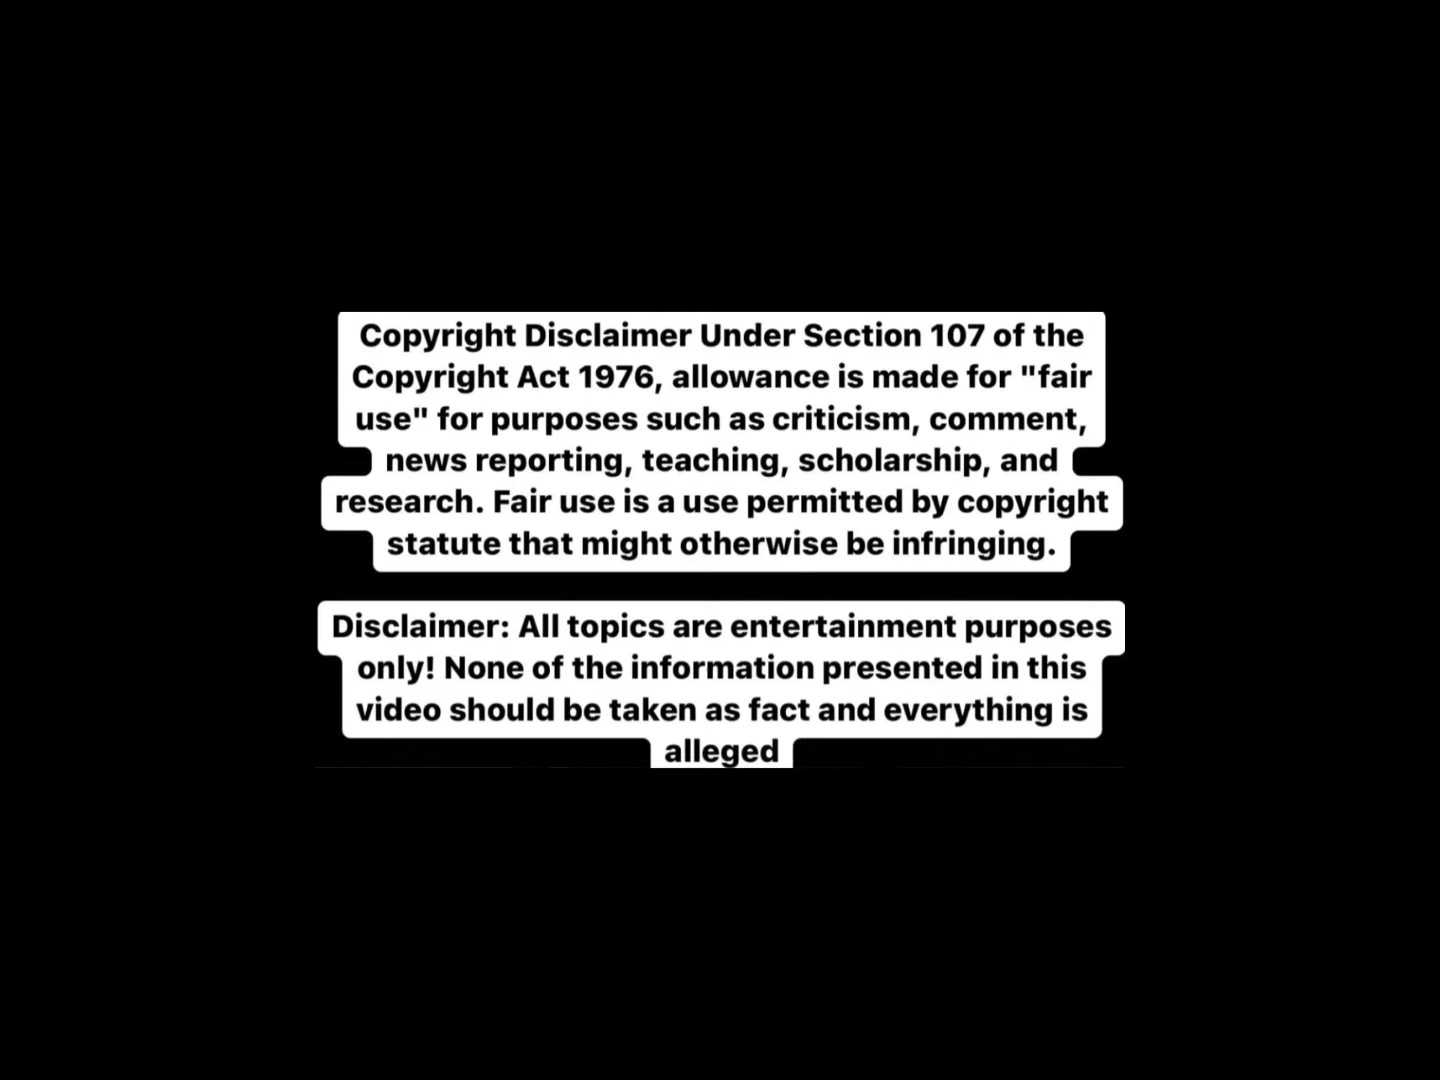 Copyright Disclaimer Under Section 107 of the
Copyright Act 1976, allowance is made for "fair
use" for purposes such as criticism, comment,
news reporting, teaching, scholarship, and
research. Fair use is a use permitted by copyright
statute that might otherwise be infringing.
Disclaimer: All topics are entertainment purposes
only! None of the information presented in this
video should be taken as fact and everything is
alleged